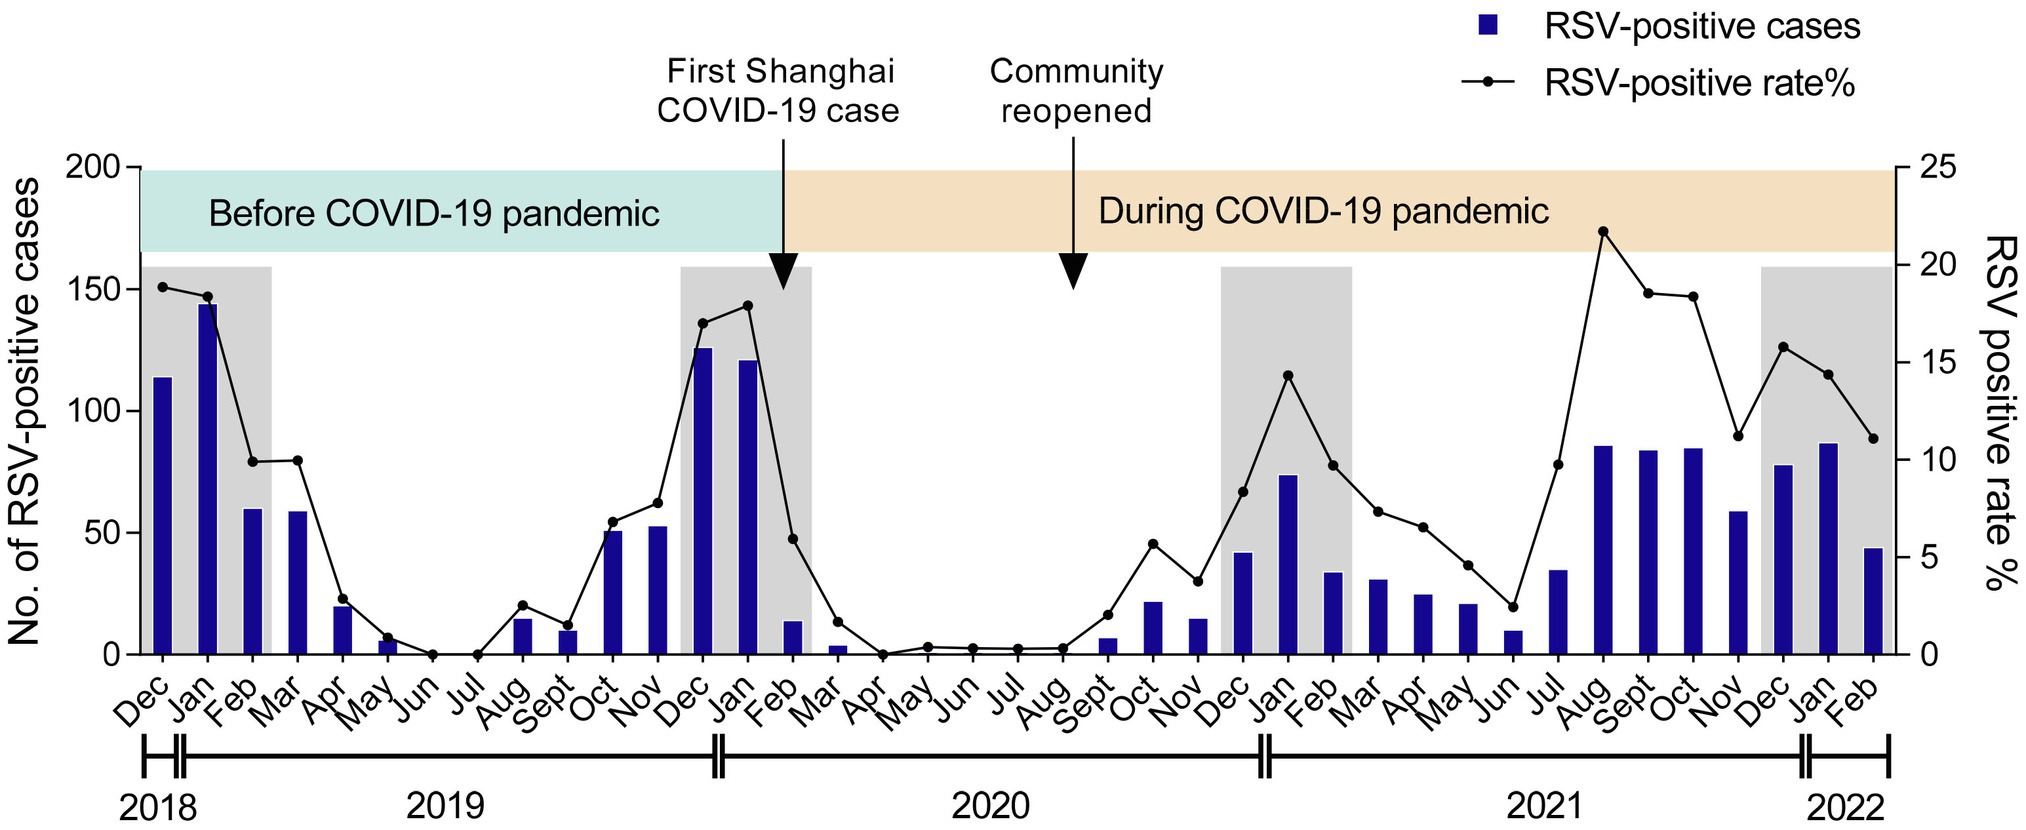 RSV-positive cases
RSV-positive rate%
First Shanghai
COVID-19 case
Community
reopened
Before COVID-19 pandemic
During COVID-19 pandemic
No. of RSV-positive cases
200
150
100
50
0
25
20
15
10
5
0
RSV positive rate %
Dec Jan Feb Mar Apr May Jun Jul Aug Sept Oct Nov Dec Jan Feb Mar Apr May Jun Jul Aug Sept Oct Nov Dec Jan Feb Mar Apr May Jun Jul Aug Sept Oct Nov Dec Jan Feb
2018 2019 2020 2021 2022